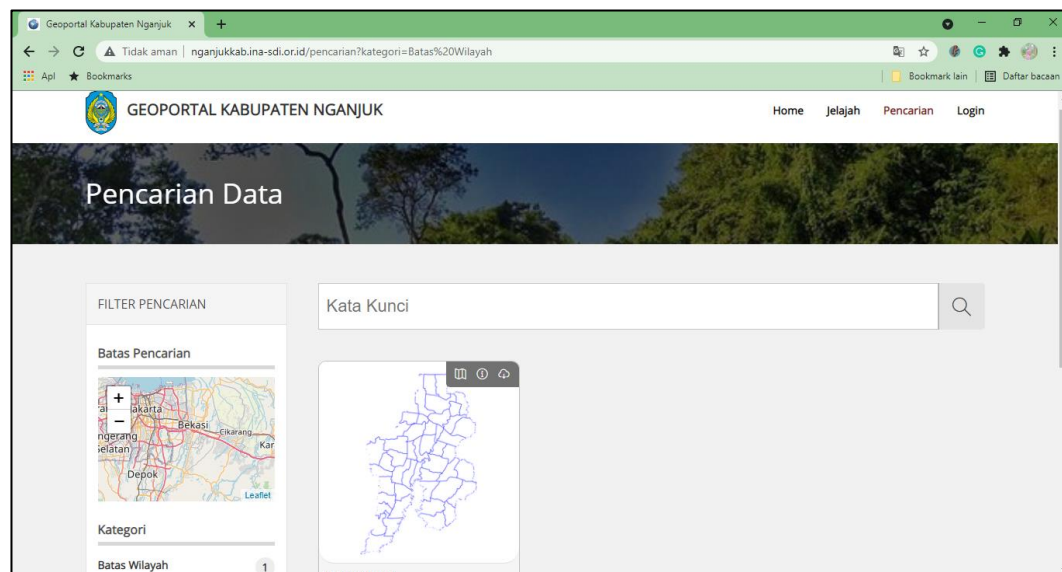 Geoportal Kabupaten Nganjuk
Tidak aman | nganjukkab.ina-sdi.or.id/pencarian?kategori=Batas%20Wilayah
Apl Bookmarks Bookmark lain Daftar bacaan
GEOPORTAL KABUPATEN NGANJUK Home Jelajah Pencarian Login
Pencarian Data
FILTER PENCARIAN
Kata Kunci
Batas Pencarian
+
−
Bekasi
Cikarang
Depok
Leaflet
Kategori
Batas Wilayah 1